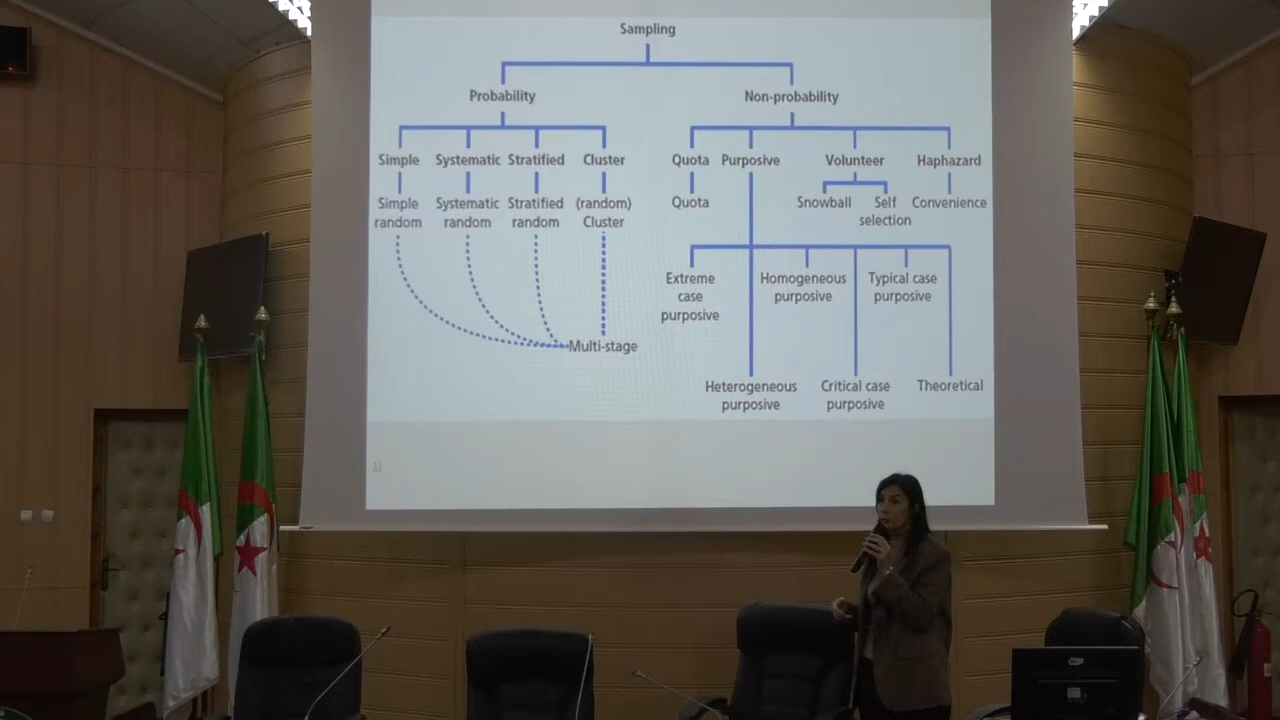 Sampling
Probability
Non-probability
Simple
Systematic
Stratified
Cluster
Quota
Purposive
Volunteer
Haphazard
Simple
random
Systematic
random
Stratified
random
(random)
Cluster
Quota
Snowball
Self
selection
Convenience
Extreme
case
purposive
Homogeneous
purposive
Typical case
purposive
Multi-stage
Heterogeneous
purposive
Critical case
purposive
Theoretical